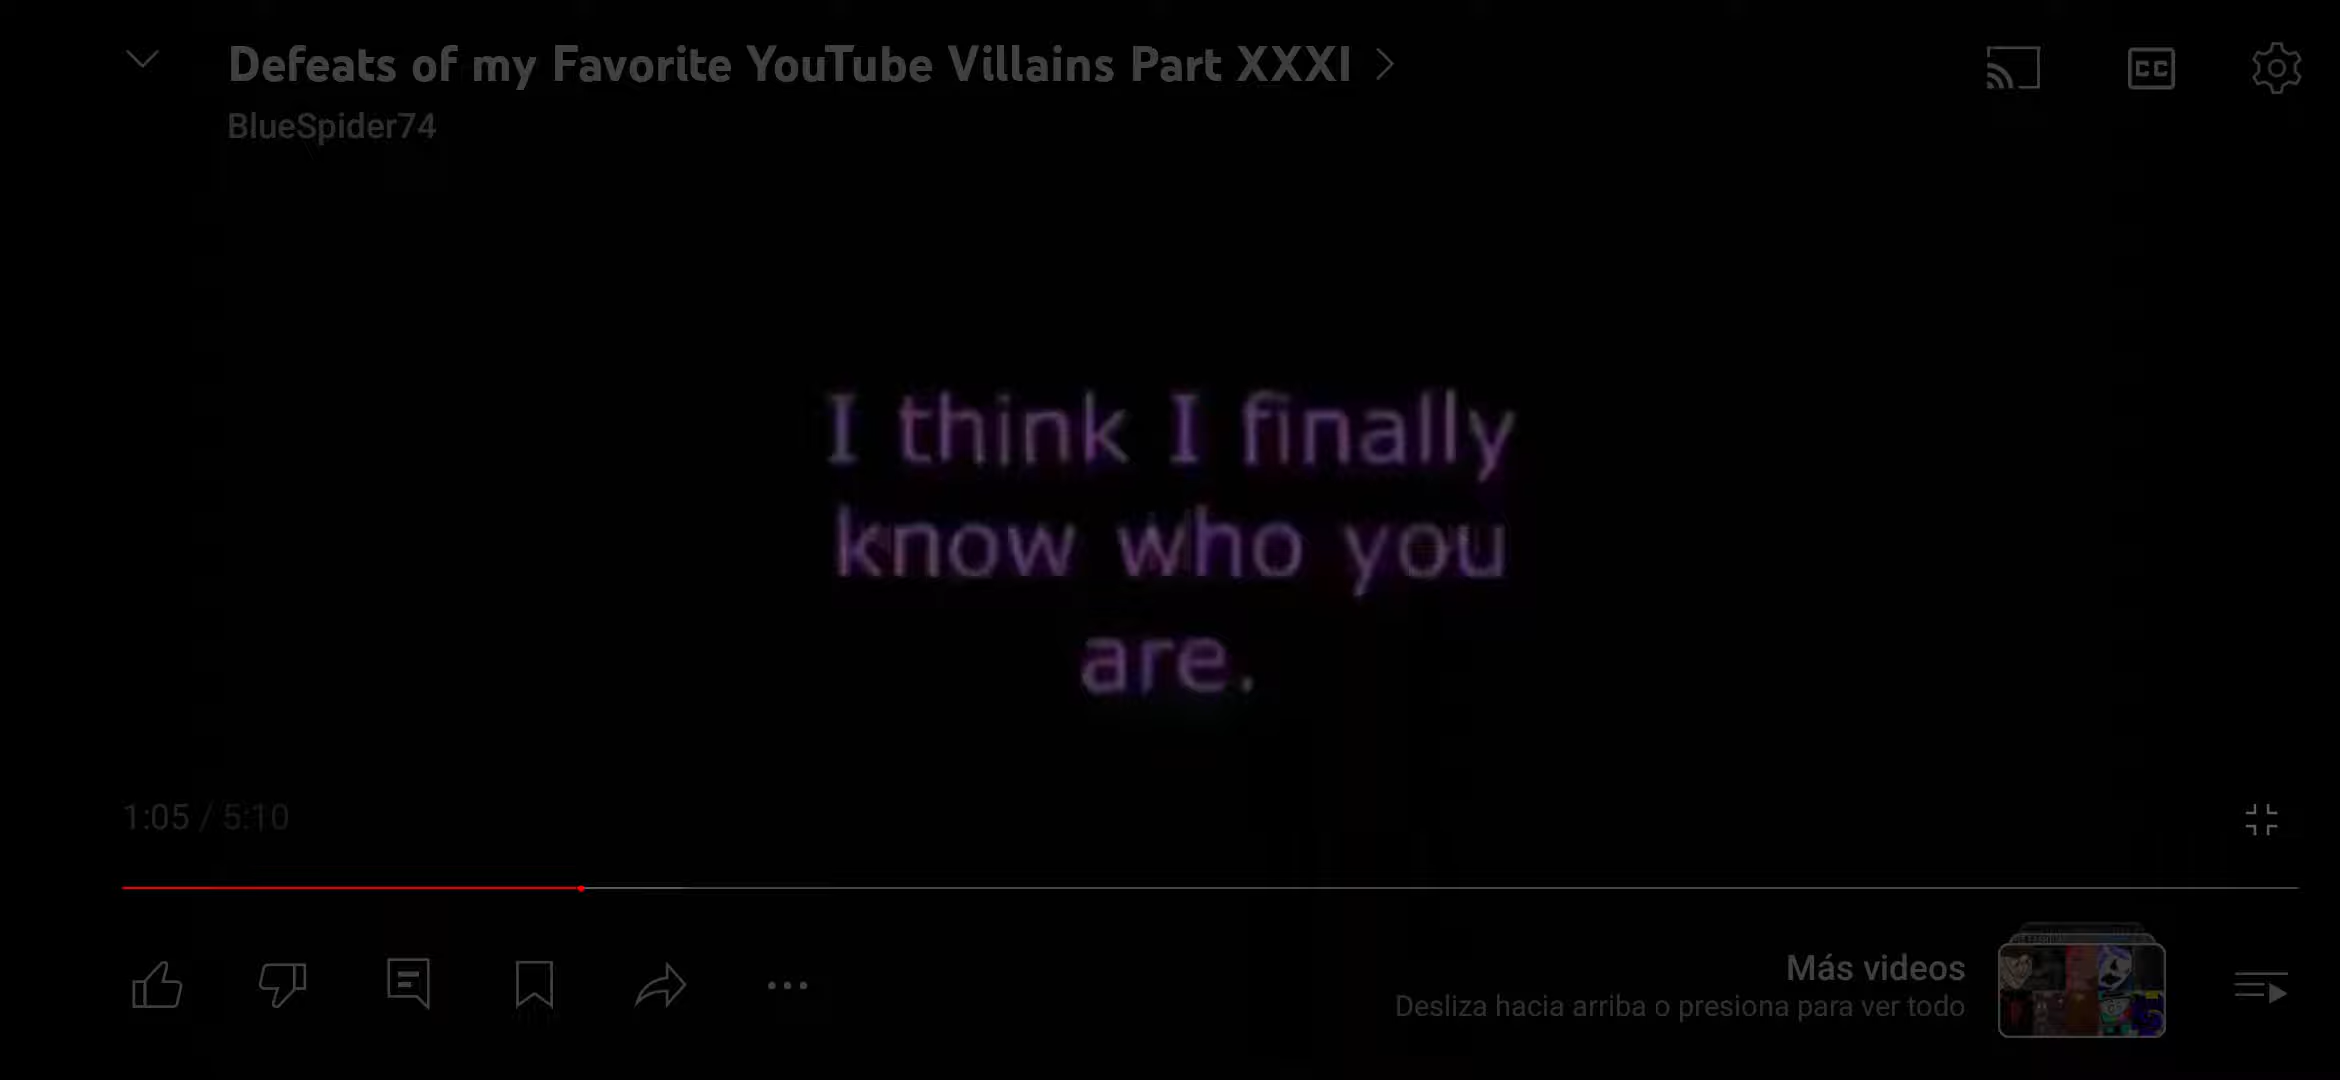 Defeats of my Favorite YouTube Villains Part XXXI
CC
BlueSpider74
I think I finally
know who you
are.
1:05 / 5:10
Más videos
Desliza hacia arriba o presiona para ver todo